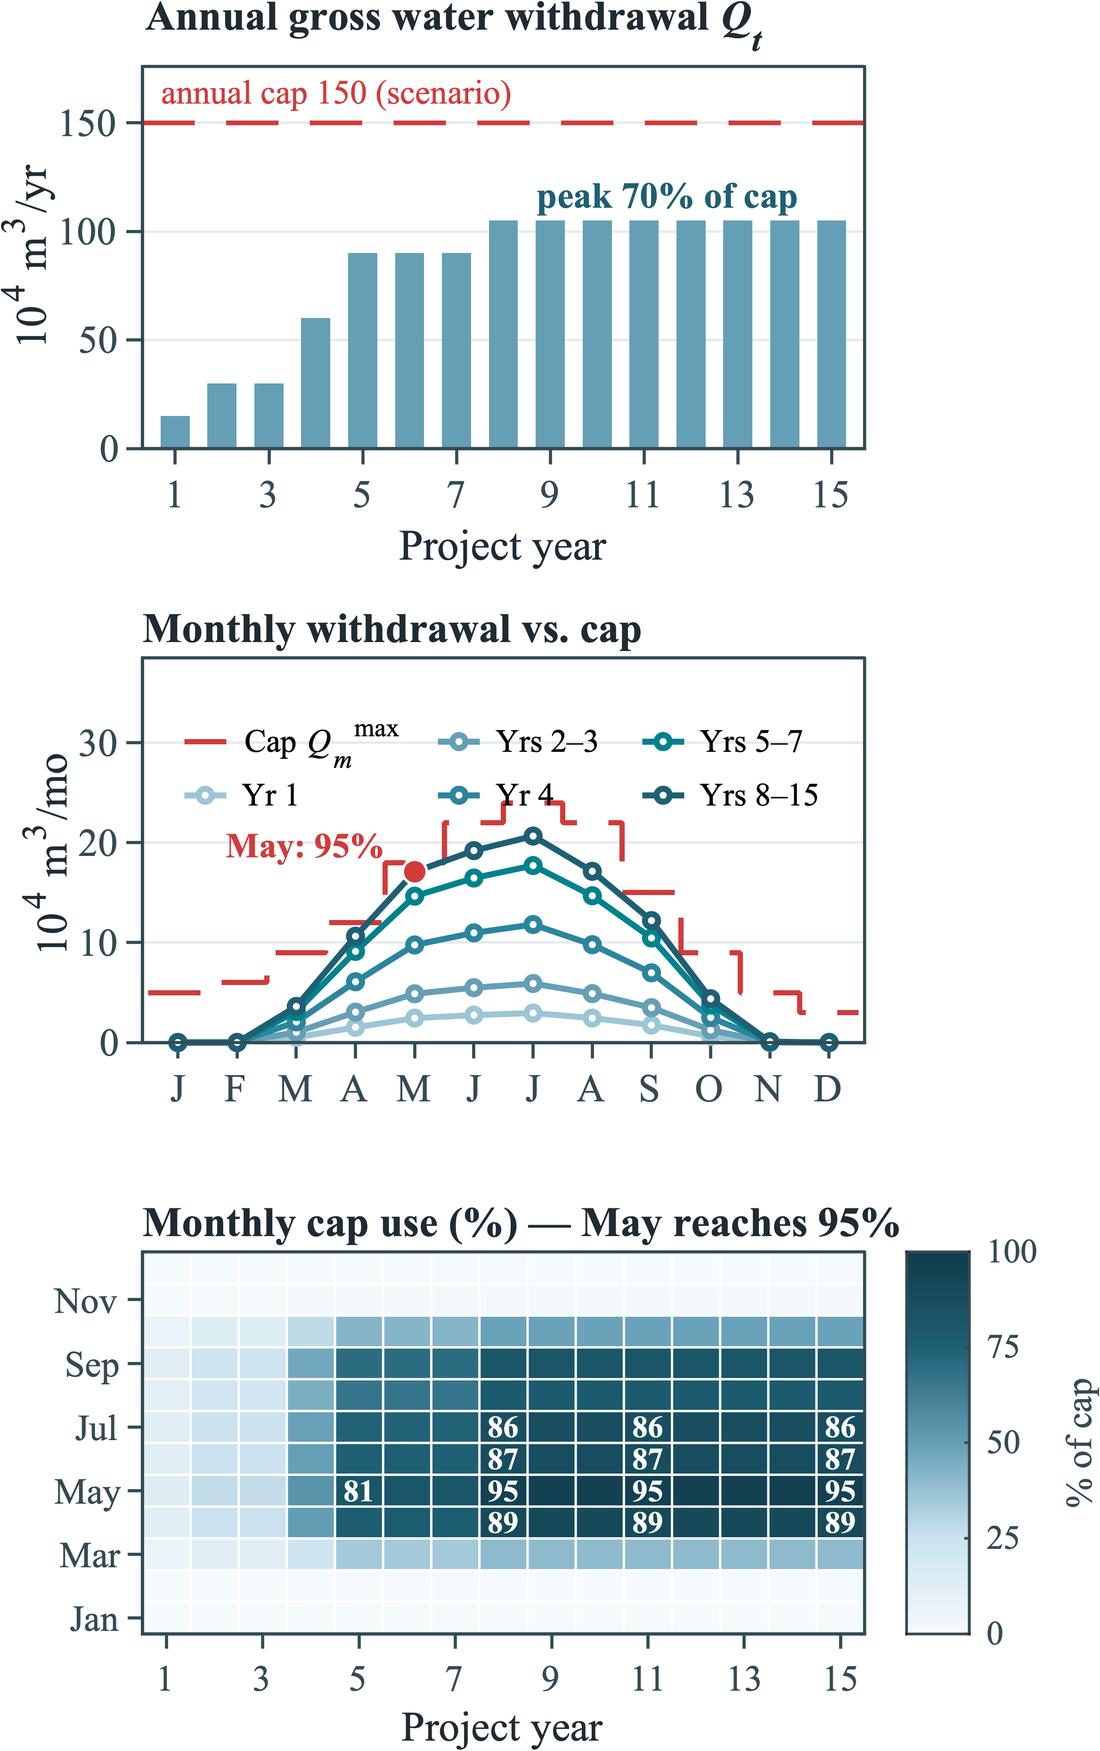 Annual gross water withdrawal Q_t
annual cap 150 (scenario)
peak 70% of cap
150
100
50
0
10^4 m^3/yr
1 3 5 7 9 11 13 15
Project year
Monthly withdrawal vs. cap
Cap Q_m^max
Yrs 2–3
Yrs 5–7
Yr 1
Yr 4
Yrs 8–15
May: 95%
30
20
10
0
10^4 m^3/mo
J F M A M J J A S O N D
Monthly cap use (%) — May reaches 95%
Nov
Sep
Jul 86 86 86
87 87 87
May 81 95 95 95
89 89 89
Mar
Jan
1 3 5 7 9 11 13 15
Project year
100
75
50
25
0
% of cap